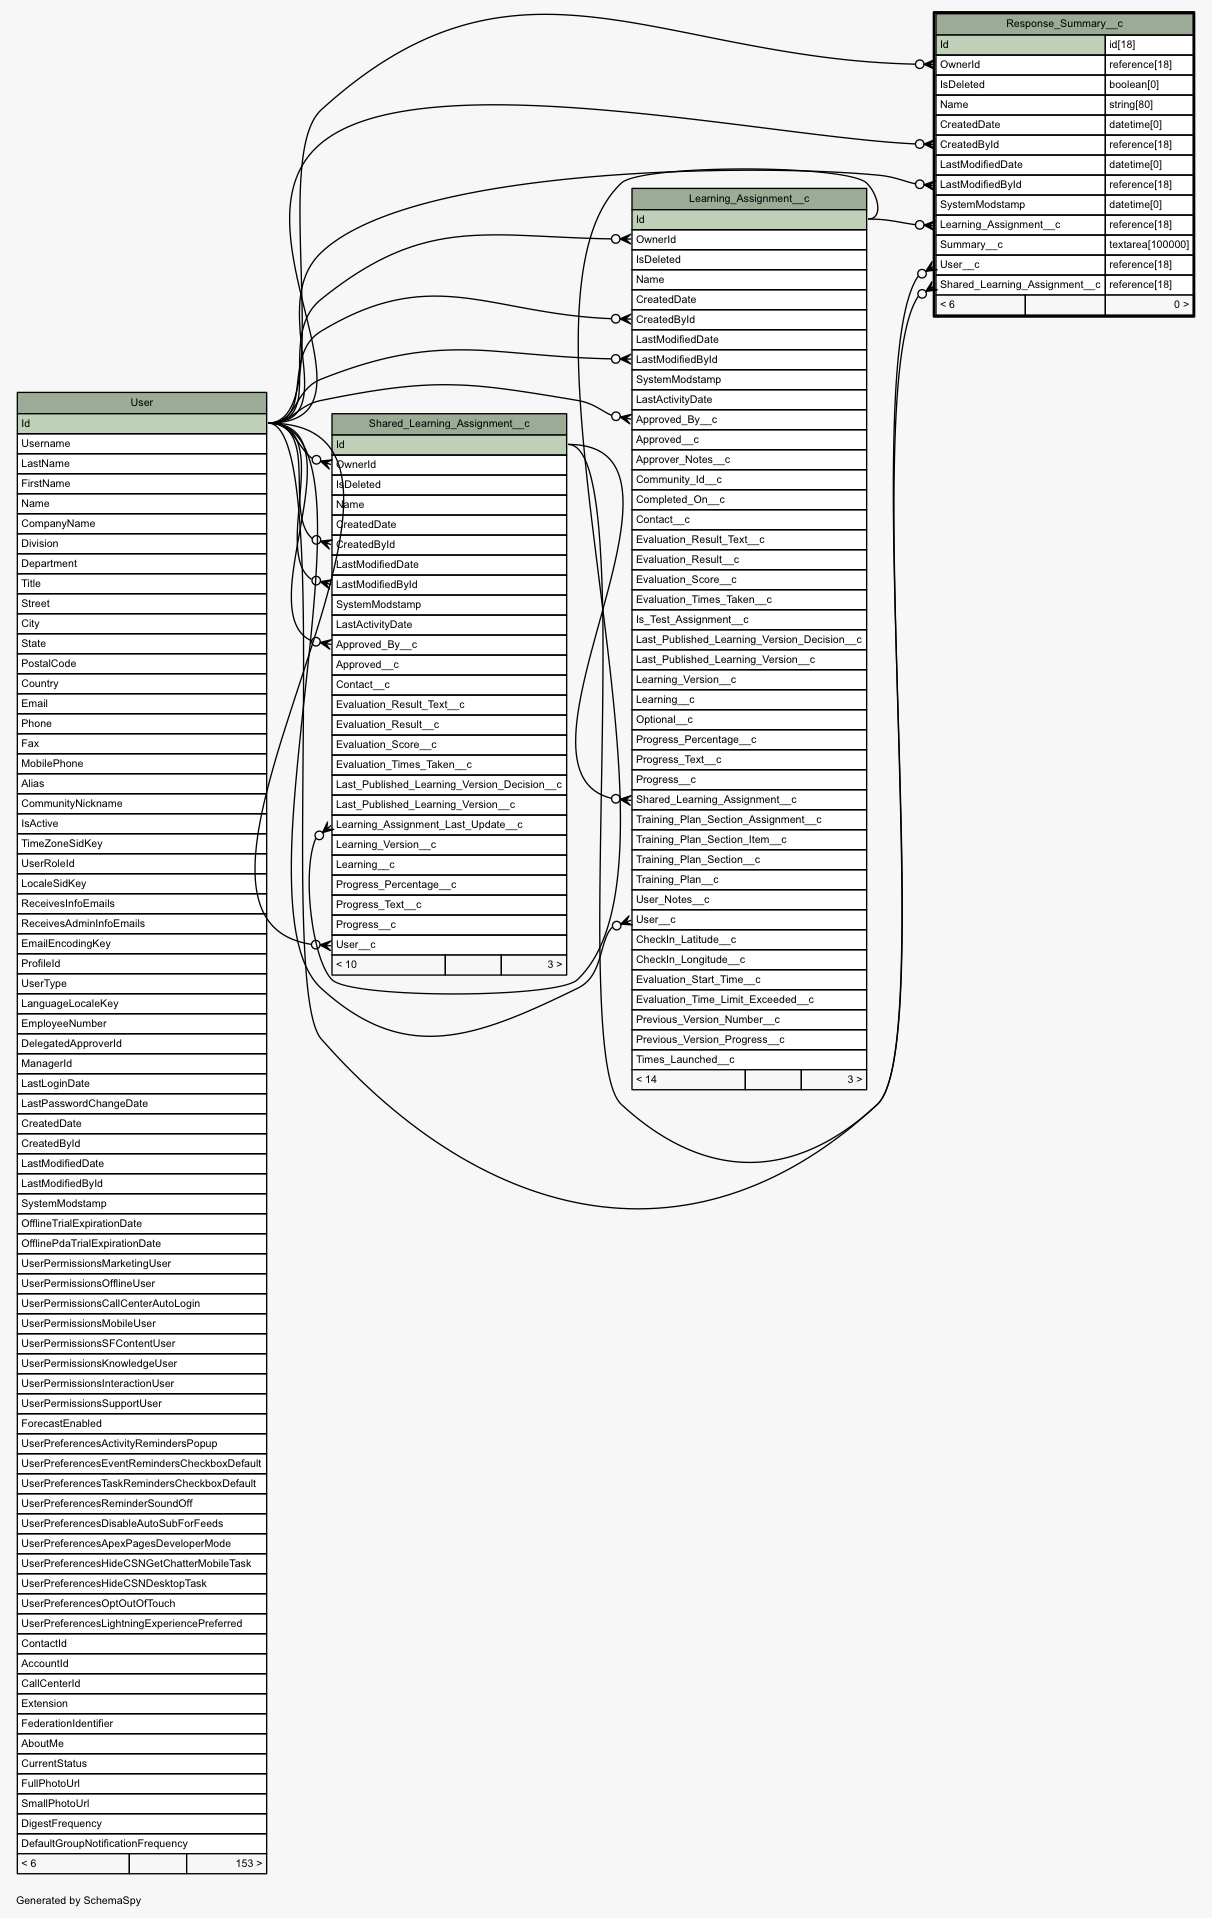 Response_Summary__c
Id id[18]
OwnerId reference[18]
IsDeleted boolean[0]
Name string[80]
CreatedDate datetime[0]
CreatedById reference[18]
LastModifiedDate datetime[0]
LastModifiedById reference[18]
SystemModstamp datetime[0]
Learning_Assignment__c reference[18]
Summary__c textarea[100000]
User__c reference[18]
Shared_Learning_Assignment__c reference[18]
< 6 0 >
Learning_Assignment__c
Id
OwnerId
IsDeleted
Name
CreatedDate
CreatedById
LastModifiedDate
LastModifiedById
SystemModstamp
LastActivityDate
Approved_By__c
Approved__c
Approver_Notes__c
Community_Id__c
Completed_On__c
Contact__c
Evaluation_Result_Text__c
Evaluation_Result__c
Evaluation_Score__c
Evaluation_Times_Taken__c
Is_Test_Assignment__c
Last_Published_Learning_Version_Decision__c
Last_Published_Learning_Version__c
Learning_Version__c
Learning__c
Optional__c
Progress_Percentage__c
Progress_Text__c
Progress__c
Shared_Learning_Assignment__c
Training_Plan_Section_Assignment__c
Training_Plan_Section_Item__c
Training_Plan_Section__c
Training_Plan__c
User_Notes__c
User__c
CheckIn_Latitude__c
CheckIn_Longitude__c
Evaluation_Start_Time__c
Evaluation_Time_Limit_Exceeded__c
Previous_Version_Number__c
Previous_Version_Progress__c
Times_Launched__c
< 14 3 >
Shared_Learning_Assignment__c
Id
OwnerId
IsDeleted
Name
CreatedDate
CreatedById
LastModifiedDate
LastModifiedById
SystemModstamp
LastActivityDate
Approved_By__c
Approved__c
Contact__c
Evaluation_Result_Text__c
Evaluation_Result__c
Evaluation_Score__c
Evaluation_Times_Taken__c
Last_Published_Learning_Version_Decision__c
Last_Published_Learning_Version__c
Learning_Assignment_Last_Update__c
Learning_Version__c
Learning__c
Progress_Percentage__c
Progress_Text__c
Progress__c
User__c
< 10 3 >
User
Id
Username
LastName
FirstName
Name
CompanyName
Division
Department
Title
Street
City
State
PostalCode
Country
Email
Phone
Fax
MobilePhone
Alias
CommunityNickname
IsActive
TimeZoneSidKey
UserRoleId
LocaleSidKey
ReceivesInfoEmails
ReceivesAdminInfoEmails
EmailEncodingKey
ProfileId
UserType
LanguageLocaleKey
EmployeeNumber
DelegatedApproverId
ManagerId
LastLoginDate
LastPasswordChangeDate
CreatedDate
CreatedById
LastModifiedDate
LastModifiedById
SystemModstamp
OfflineTrialExpirationDate
OfflinePdaTrialExpirationDate
UserPermissionsMarketingUser
UserPermissionsOfflineUser
UserPermissionsCallCenterAutoLogin
UserPermissionsMobileUser
UserPermissionsSFContentUser
UserPermissionsKnowledgeUser
UserPermissionsInteractionUser
UserPermissionsSupportUser
ForecastEnabled
UserPreferencesActivityRemindersPopup
UserPreferencesEventRemindersCheckboxDefault
UserPreferencesTaskRemindersCheckboxDefault
UserPreferencesReminderSoundOff
UserPreferencesDisableAutoSubForFeeds
UserPreferencesApexPagesDeveloperMode
UserPreferencesHideCSNGetChatterMobileTask
UserPreferencesHideCSNDesktopTask
UserPreferencesOptOutOfTouch
UserPreferencesLightningExperiencePreferred
ContactId
AccountId
CallCenterId
Extension
FederationIdentifier
AboutMe
CurrentStatus
FullPhotoUrl
SmallPhotoUrl
DigestFrequency
DefaultGroupNotificationFrequency
< 6 153 >
Generated by SchemaSpy